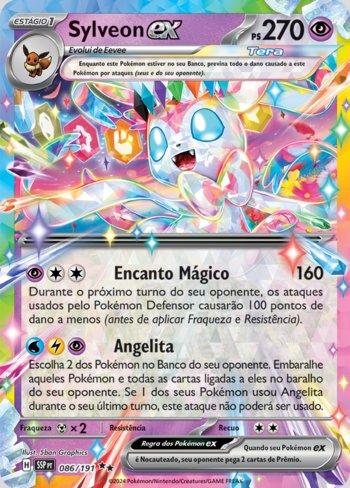 ESTÁGIO 1
Sylveon ex
PS 270
Evolui de Eevee
Tera
Enquanto este Pokémon estiver no seu Banco, previna todo o dano causado a este
Pokémon por ataques (seus e do seu oponente).
Encanto Mágico 160
Durante o próximo turno do seu oponente, os ataques
usados pelo Pokémon Defensor causarão 100 pontos de
dano a menos (antes de aplicar Fraqueza e Resistência).
Angelita
Escolha 2 dos Pokémon no Banco do seu oponente. Embaralhe
aqueles Pokémon e todas as cartas ligadas a eles no baralho
do seu oponente. Se 1 dos seus Pokémon usou Angelita
durante o seu último turno, este ataque não poderá ser usado.
Fraqueza ×2 Resistência Recuo
Illust. 5ban Graphics
H SSP PT 086/191
Regra dos Pokémon ex
Quando seu Pokémon ex
é Nocauteado, seu oponente pega 2 cartas de Prêmio.
©2024 Pokémon/Nintendo/Creatures/GAME FREAK